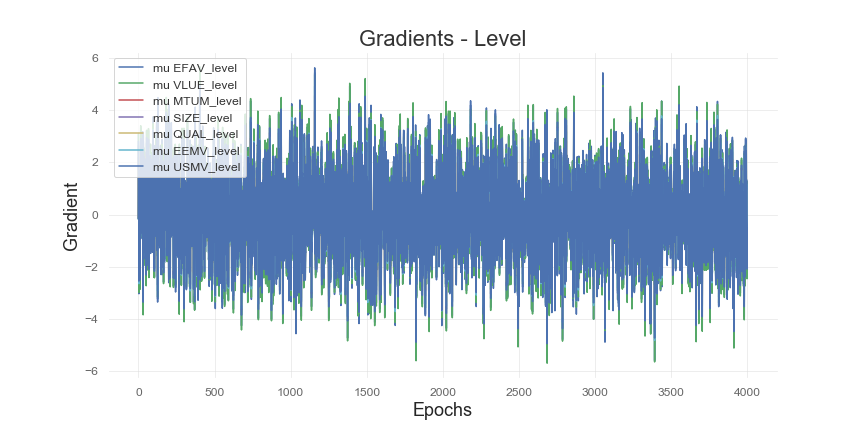 Gradients - Level
mu EFAV_level
mu VLUE_level
mu MTUM_level
mu SIZE_level
mu QUAL_level
mu EEMV_level
mu USMV_level
6
4
2
0
−2
−4
−6
Gradient
0 500 1000 1500 2000 2500 3000 3500 4000
Epochs